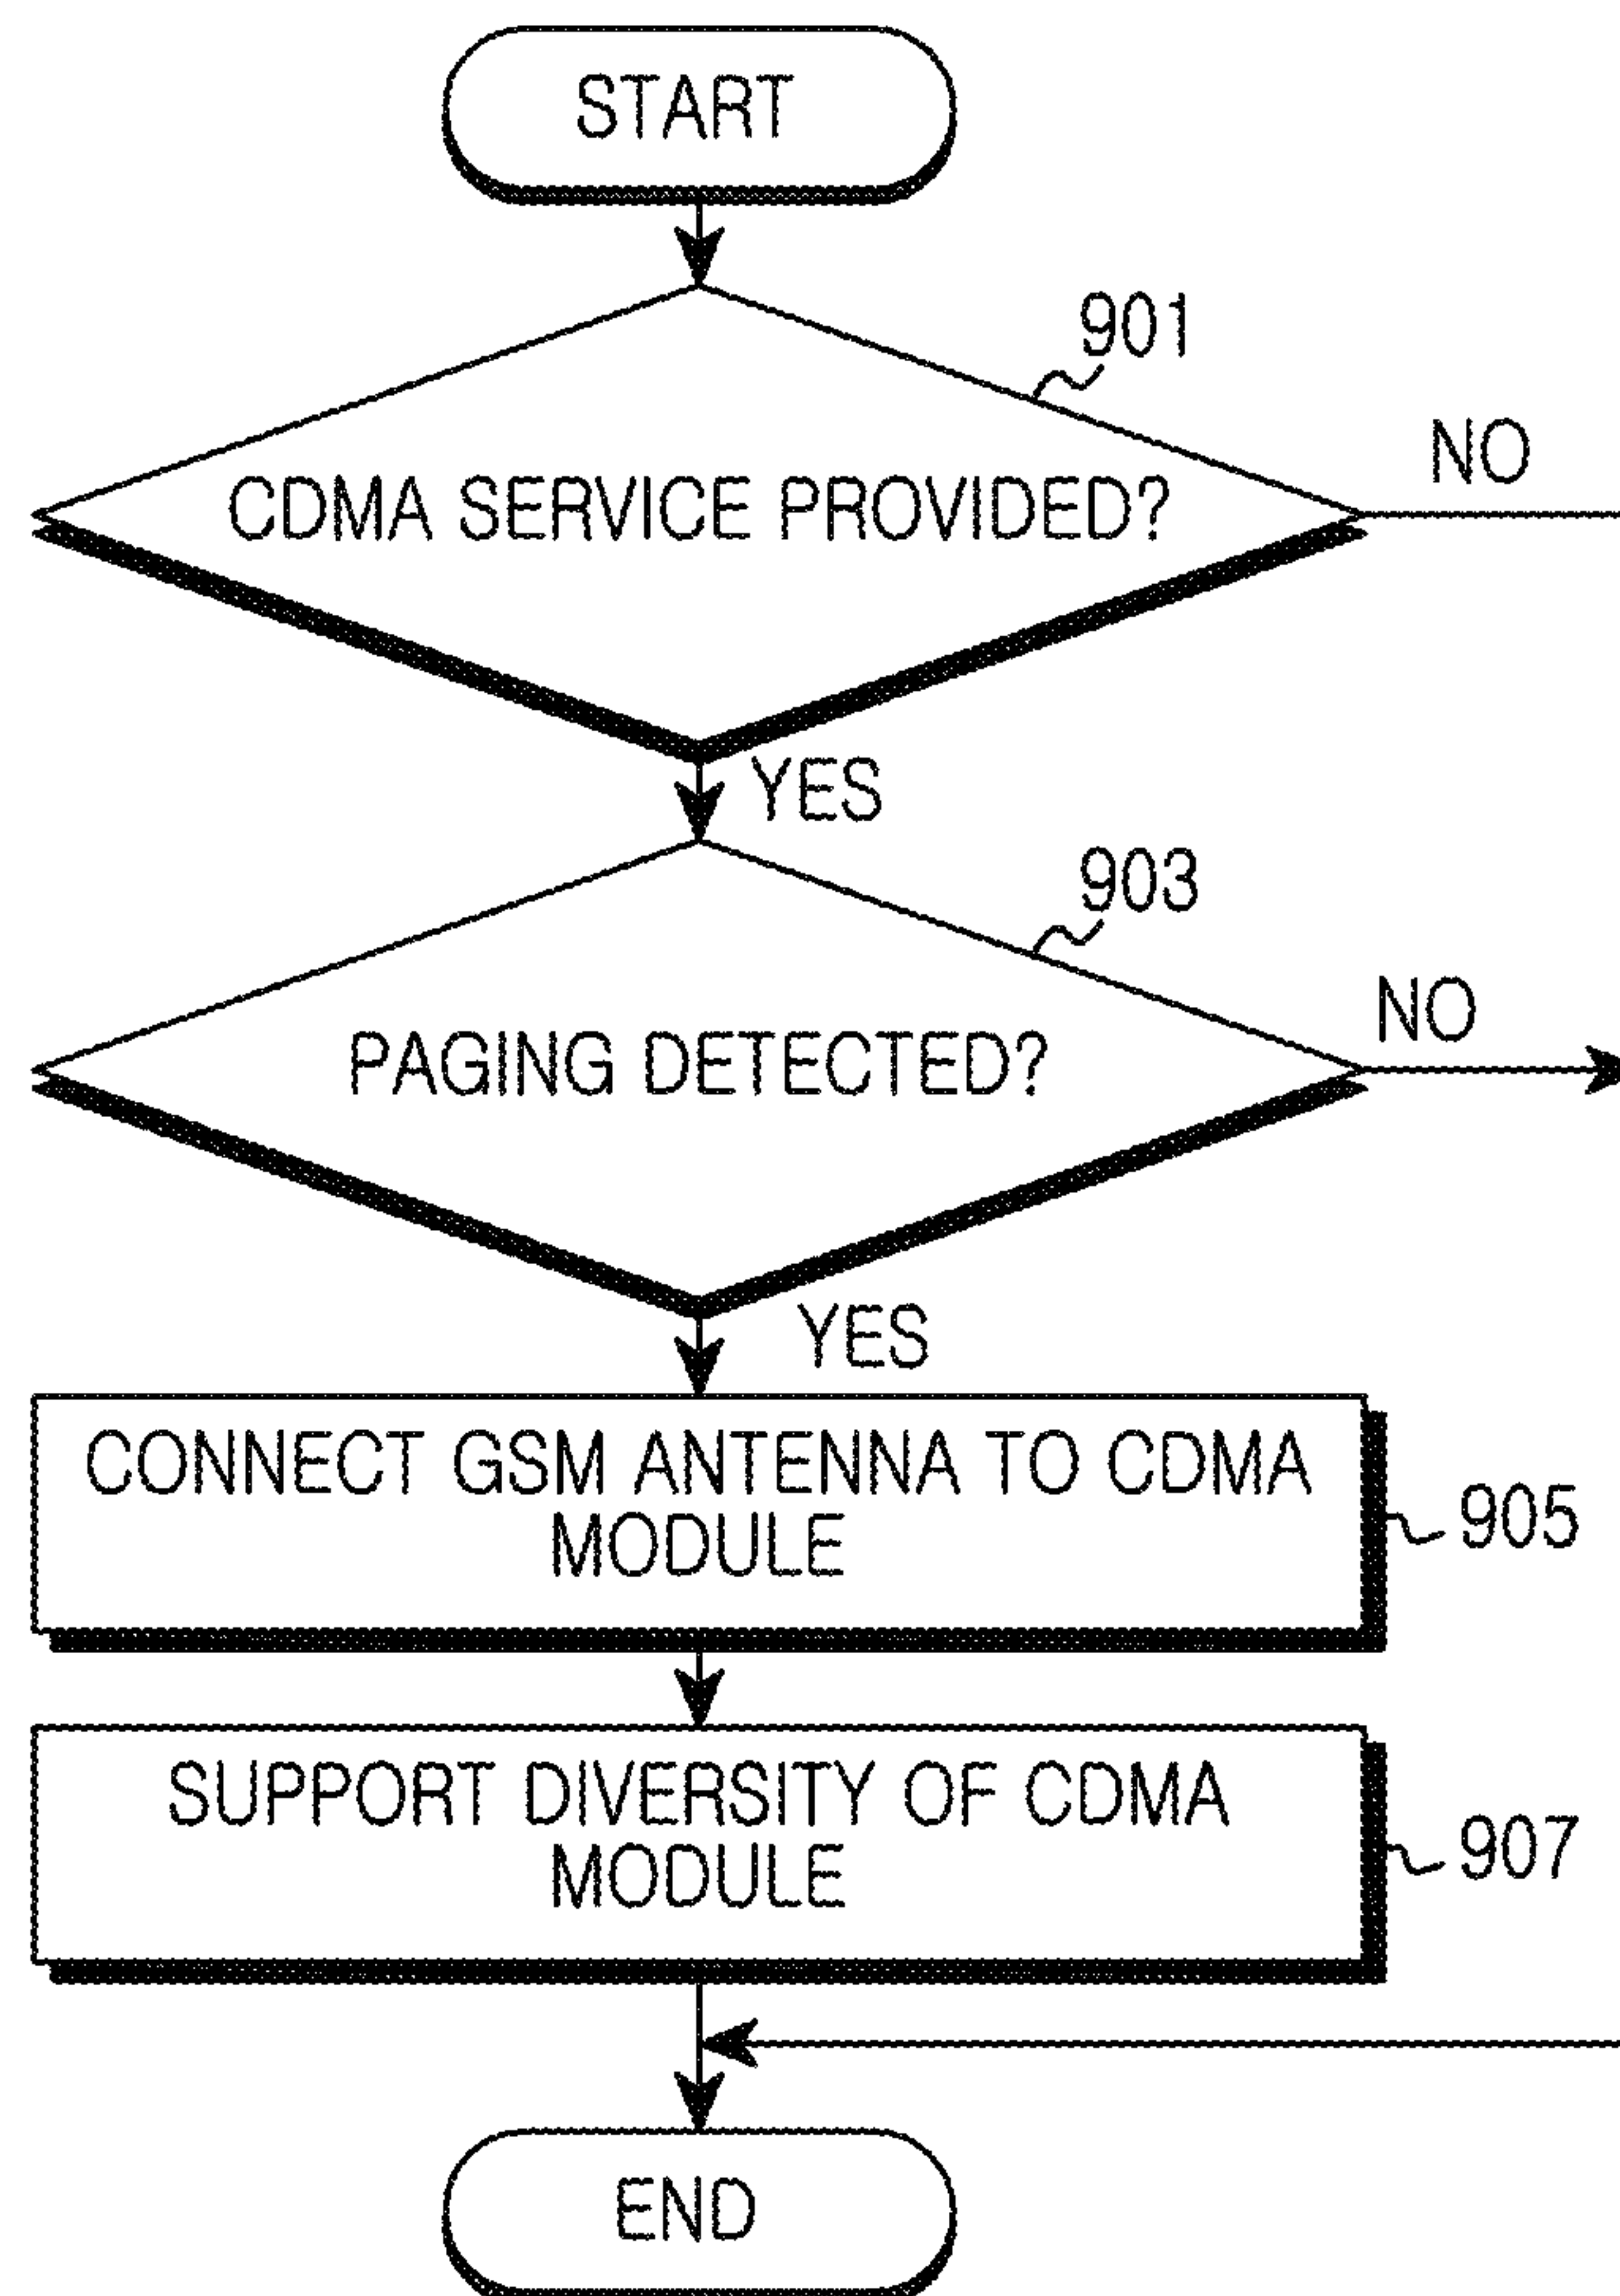 START
901
NO
CDMA SERVICE PROVIDED?
YES
903
NO
PAGING DETECTED?
YES
CONNECT GSM ANTENNA TO CDMA
MODULE
905
SUPPORT DIVERSITY OF CDMA
MODULE
907
END